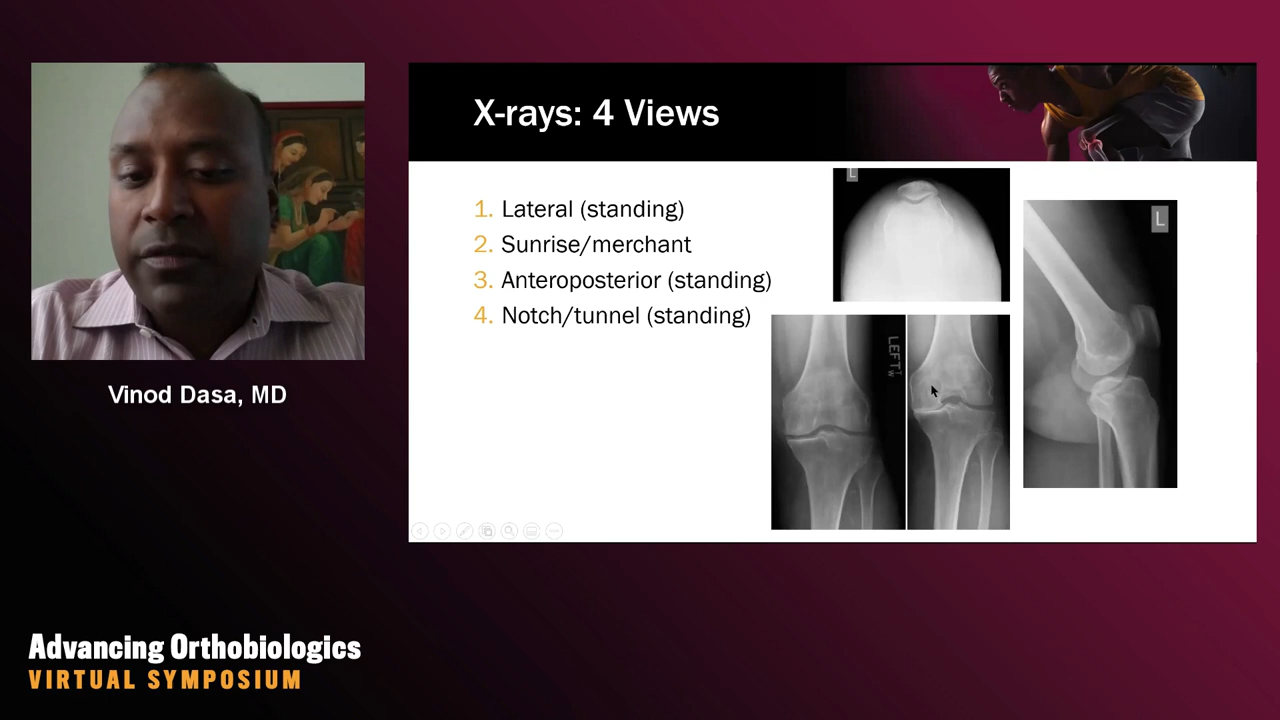 X-rays: 4 Views
1. Lateral (standing)
2. Sunrise/merchant
3. Anteroposterior (standing)
4. Notch/tunnel (standing)
L
L
LEFT
T
W
Vinod Dasa, MD
Advancing Orthobiologics
VIRTUAL SYMPOSIUM